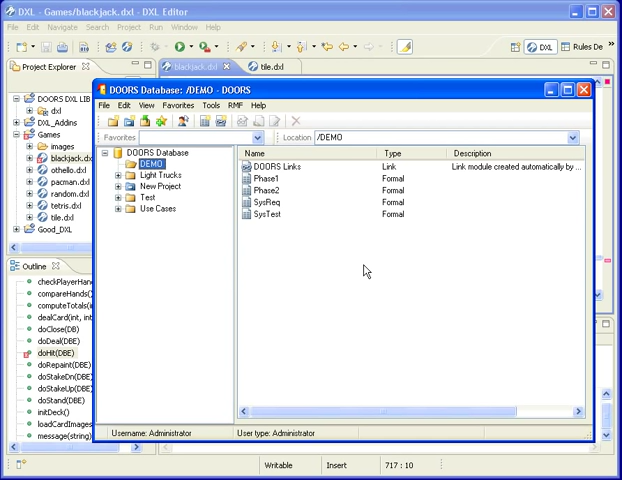 DXL - Games/blackjack.dxl - DXL Editor
File Edit Navigate Search Project Run Window Help
DXL Rules De
Project Explorer
blackjack.dxl tile.dxl
DOORS DXL LIB
dxl
DXL_Addins
Games
images
blackjack.dx
othello.dxl
pacman.dxl
random.dxl
tetris.dxl
tile.dxl
Good_DXL
Outline
checkPlayerHan
compareHands()
computeTotals(in
dealCard(int, int
doClose(DB)
doDeal(DBE)
doHit(DBE)
doRepaint(DBE)
doStakeDn(DBE)
doStakeUp(DBE)
doStand(DBE)
initDeck()
loadCardImages
message(string)
DOORS Database: /DEMO - DOORS
File Edit View Favorites Tools RMF Help
Favorites Location /DEMO
DOORS Database
DEMO
Light Trucks
New Project
Test
Use Cases
Name Type Description
DOORS Links Link Link module created automatically by ...
Phase1 Formal
Phase2 Formal
SysReq Formal
SysTest Formal
Username: Administrator User type: Administrator
Writable Insert 717 : 10